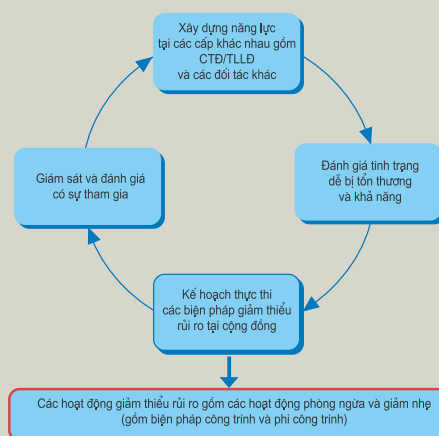 Xây dựng năng lực
tại các cấp khác nhau gồm
CTĐ/TLLĐ
và các đối tác khác
Đánh giá tình trạng
dễ bị tổn thương
và khả năng
Kế hoạch thực thi
các biện pháp giảm thiểu
rủi ro tại cộng đồng
Giám sát và đánh giá
có sự tham gia
Các hoạt động giảm thiểu rủi ro gồm các hoạt động phòng ngừa và giảm nhẹ
(gồm biện pháp công trình và phi công trình)